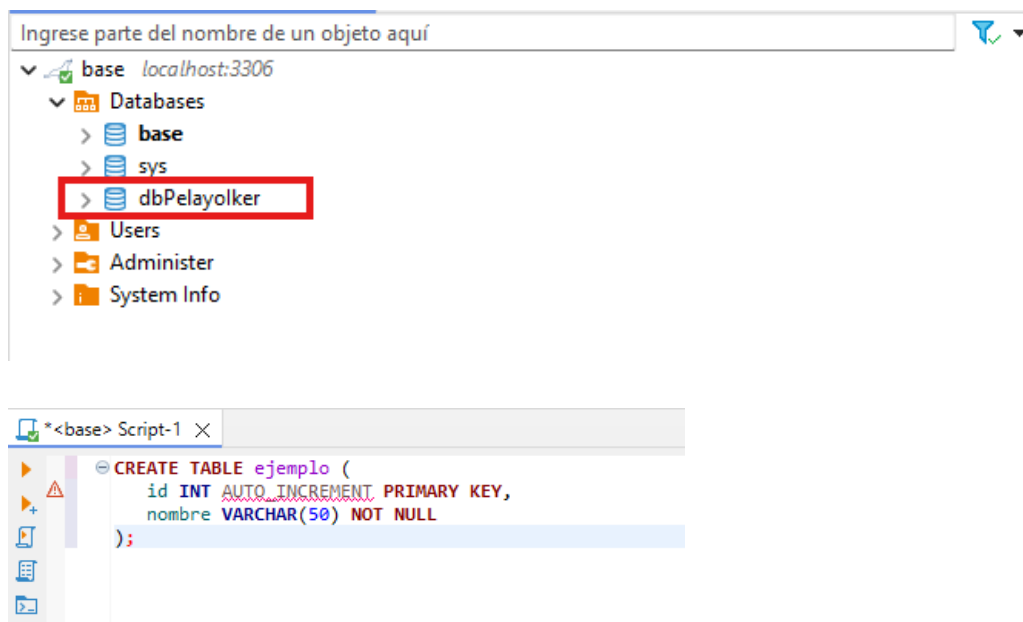 Ingrese parte del nombre de un objeto aquí
base localhost:3306
Databases
base
sys
dbPelayolker
Users
Administer
System Info
*<base> Script-1
CREATE TABLE ejemplo (
id INT AUTO_INCREMENT PRIMARY KEY,
nombre VARCHAR(50) NOT NULL
);